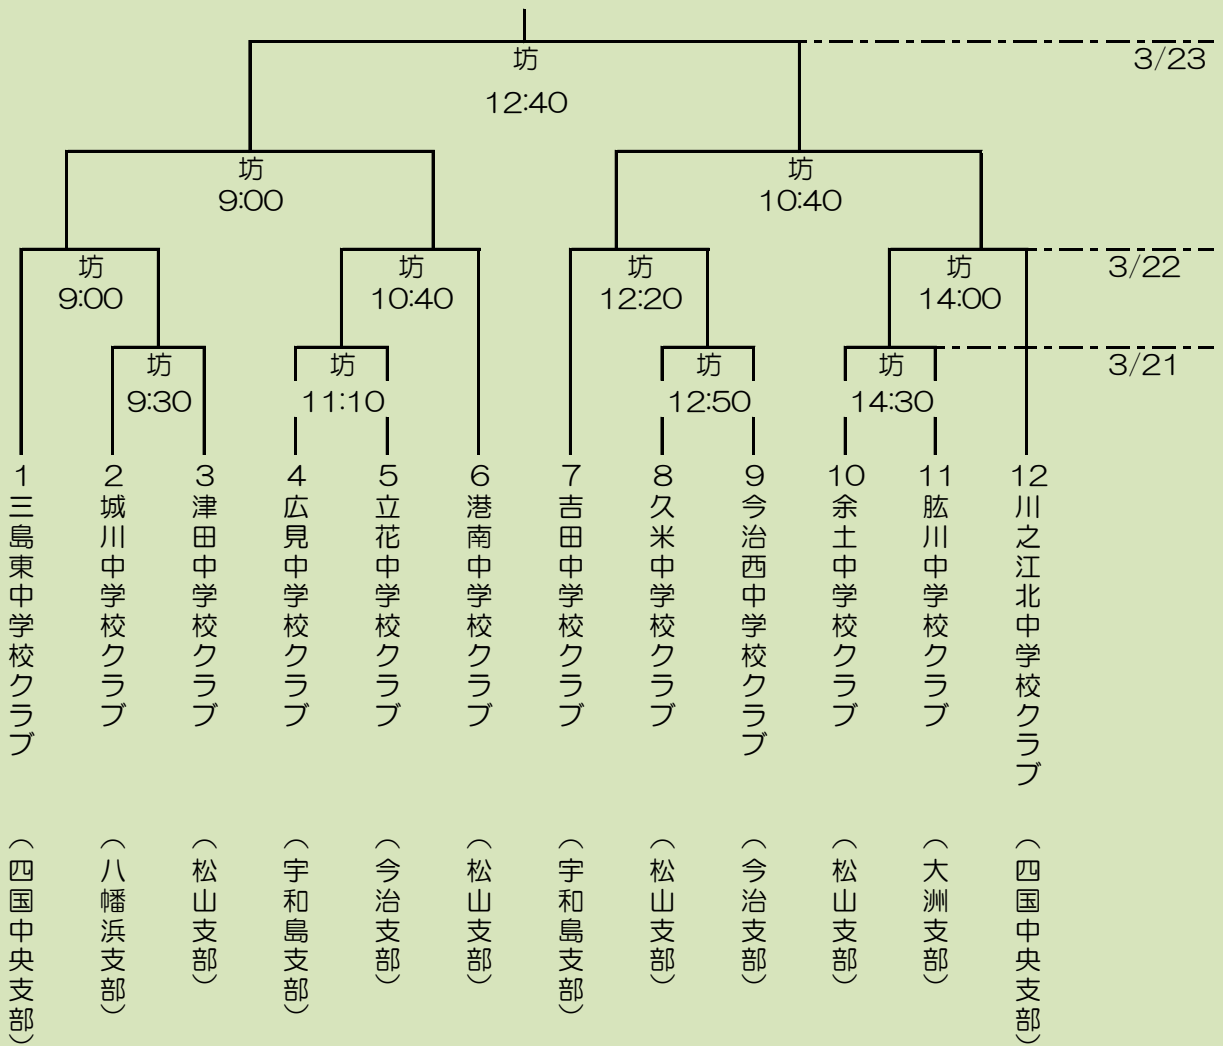 3/23
坊
12:40
坊
9:00
坊
10:40
3/22
坊
9:00
坊
10:40
坊
12:20
坊
14:00
3/21
坊
9:30
坊
11:10
坊
12:50
坊
14:30
1
三島東中学校クラブ
(四国中央支部)
2
城川中学校クラブ
(八幡浜支部)
3
津田中学校クラブ
(松山支部)
4
広見中学校クラブ
(宇和島支部)
5
立花中学校クラブ
(今治支部)
6
港南中学校クラブ
(松山支部)
7
吉田中学校クラブ
(宇和島支部)
8
久米中学校クラブ
(松山支部)
9
今治西中学校クラブ
(今治支部)
10
余土中学校クラブ
(松山支部)
11
肱川中学校クラブ
(大洲支部)
12
川之江北中学校クラブ
(四国中央支部)